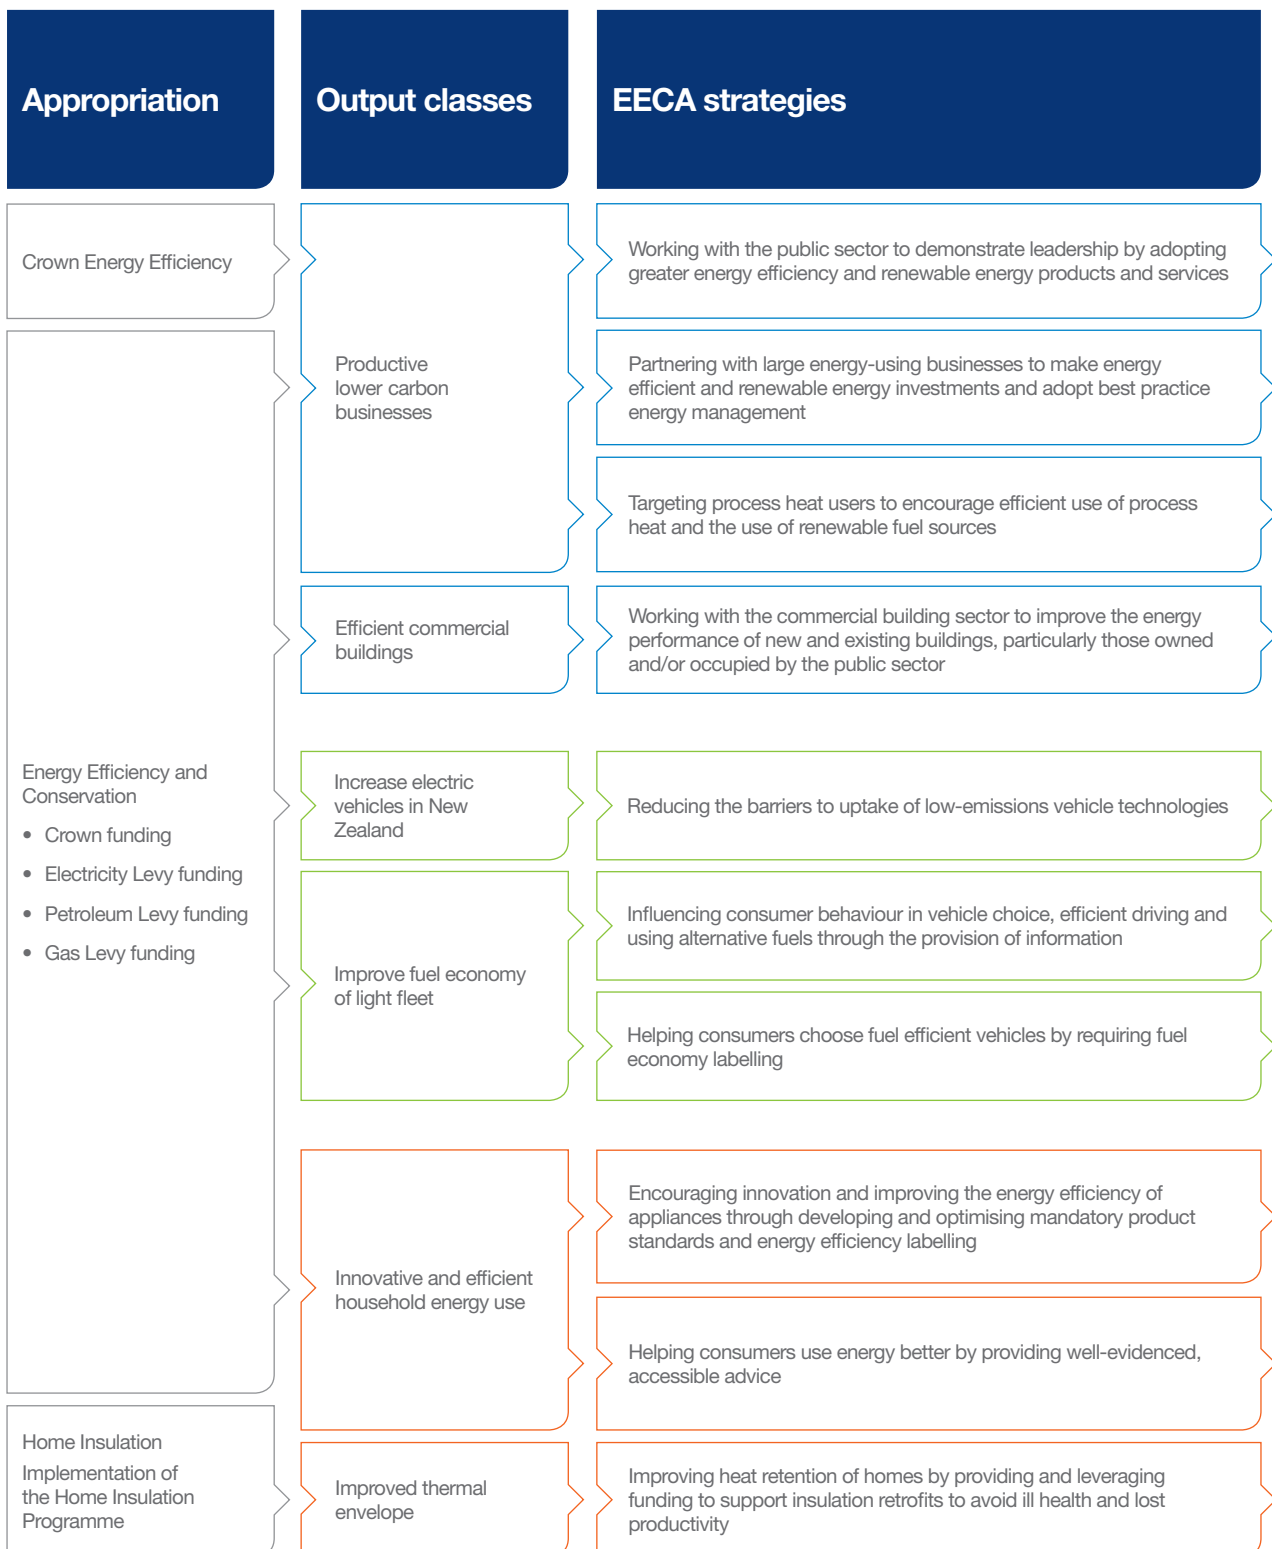 Appropriation
Output classes
EECA strategies
Crown Energy Efficiency
Energy Efficiency and
Conservation
• Crown funding
• Electricity Levy funding
• Petroleum Levy funding
• Gas Levy funding
Home Insulation
Implementation of
the Home Insulation
Programme
Productive
lower carbon
businesses
Efficient commercial
buildings
Increase electric
vehicles in New
Zealand
Improve fuel economy
of light fleet
Innovative and efficient
household energy use
Improved thermal
envelope
Working with the public sector to demonstrate leadership by adopting
greater energy efficiency and renewable energy products and services
Partnering with large energy-using businesses to make energy
efficient and renewable energy investments and adopt best practice
energy management
Targeting process heat users to encourage efficient use of process
heat and the use of renewable fuel sources
Working with the commercial building sector to improve the energy
performance of new and existing buildings, particularly those owned
and/or occupied by the public sector
Reducing the barriers to uptake of low-emissions vehicle technologies
Influencing consumer behaviour in vehicle choice, efficient driving and
using alternative fuels through the provision of information
Helping consumers choose fuel efficient vehicles by requiring fuel
economy labelling
Encouraging innovation and improving the energy efficiency of
appliances through developing and optimising mandatory product
standards and energy efficiency labelling
Helping consumers use energy better by providing well-evidenced,
accessible advice
Improving heat retention of homes by providing and leveraging
funding to support insulation retrofits to avoid ill health and lost
productivity